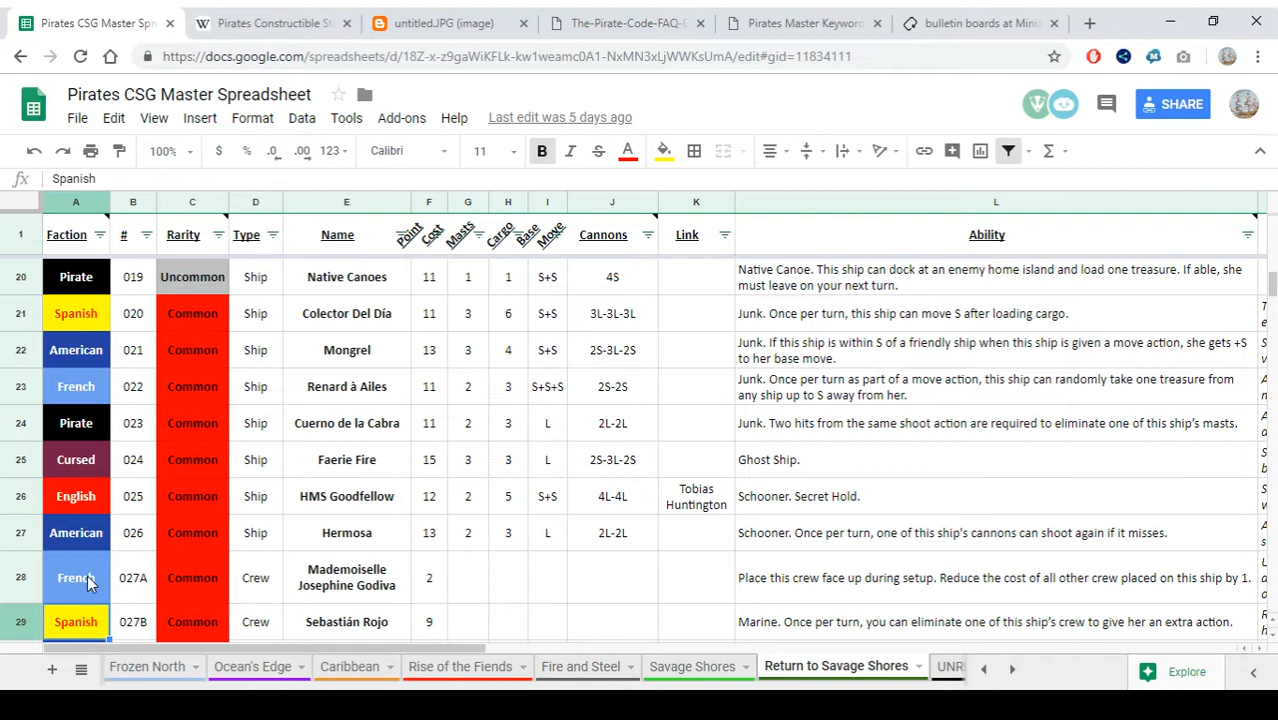 Pirates CSG Master Spr
Pirates Constructible St
untitled.JPG (image)
The-Pirate-Code-FAQ-E
Pirates Master Keyword
bulletin boards at Mini
https://docs.google.com/spreadsheets/d/18Z-x-z9gaWiKFLk-kw1weamc0A1-NxMN3xLjWWKsUmA/edit#gid=11834111
Pirates CSG Master Spreadsheet
SHARE
File Edit View Insert Format Data Tools Add-ons Help Last edit was 5 days ago
100% $ % .0 .00 123 Calibri 11 B I S A
fx Spanish
A B C D E F G H I J K L
1 Faction # Rarity Type Name Point Cost Masts Cargo Base Move Cannons Link Ability
20 Pirate 019 Uncommon Ship Native Canoes 11 1 1 S+S 4S Native Canoe. This ship can dock at an enemy home island and load one treasure. If able, she
must leave on your next turn.
21 Spanish 020 Common Ship Colector Del Día 11 3 6 S+S 3L-3L-3L Junk. Once per turn, this ship can move S after loading cargo.
22 American 021 Common Ship Mongrel 13 3 4 S+S 2S-3L-2S Junk. If this ship is within S of a friendly ship when this ship is given a move action, she gets +S
to her base move.
23 French 022 Common Ship Renard à Ailes 11 2 3 S+S+S 2S-2S Junk. Once per turn as part of a move action, this ship can randomly take one treasure from
any ship up to S away from her.
24 Pirate 023 Common Ship Cuerno de la Cabra 11 2 3 L 2L-2L Junk. Two hits from the same shoot action are required to eliminate one of this ship's masts.
25 Cursed 024 Common Ship Faerie Fire 15 3 3 L 2S-3L-2S Ghost Ship.
26 English 025 Common Ship HMS Goodfellow 12 2 5 S+S 4L-4L Tobias
Huntington Schooner. Secret Hold.
27 American 026 Common Ship Hermosa 13 2 3 L 2L-2L Schooner. Once per turn, one of this ship's cannons can shoot again if it misses.
28 French 027A Common Crew Mademoiselle
Josephine Godiva 2 Place this crew face up during setup. Reduce the cost of all other crew placed on this ship by 1.
29 Spanish 027B Common Crew Sebastián Rojo 9 Marine. Once per turn, you can eliminate one of this ship's crew to give her an extra action.
Frozen North Ocean's Edge Caribbean Rise of the Fiends Fire and Steel Savage Shores Return to Savage Shores UNR
Explore